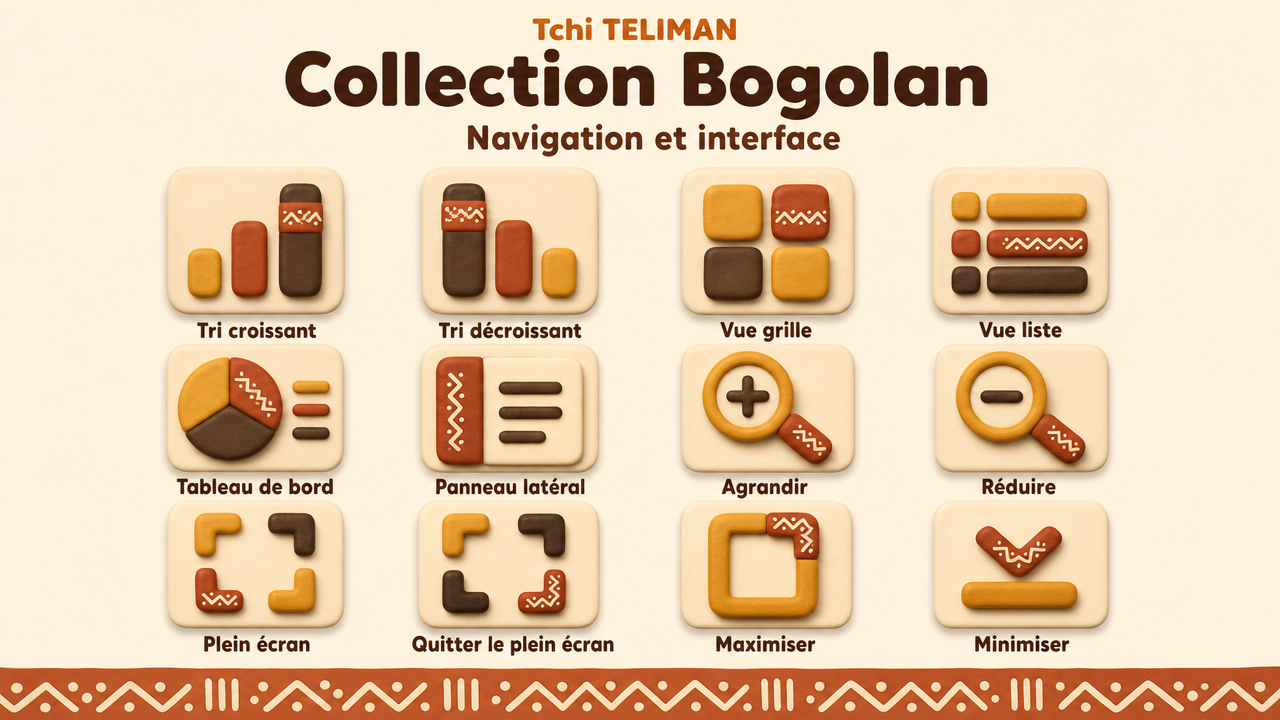 Tchi TELIMAN
Collection Bogolan
Navigation et interface
Tri croissant
Tri décroissant
Vue grille
Vue liste
Tableau de bord
Panneau latéral
Agrandir
Réduire
Plein écran
Quitter le plein écran
Maximiser
Minimiser